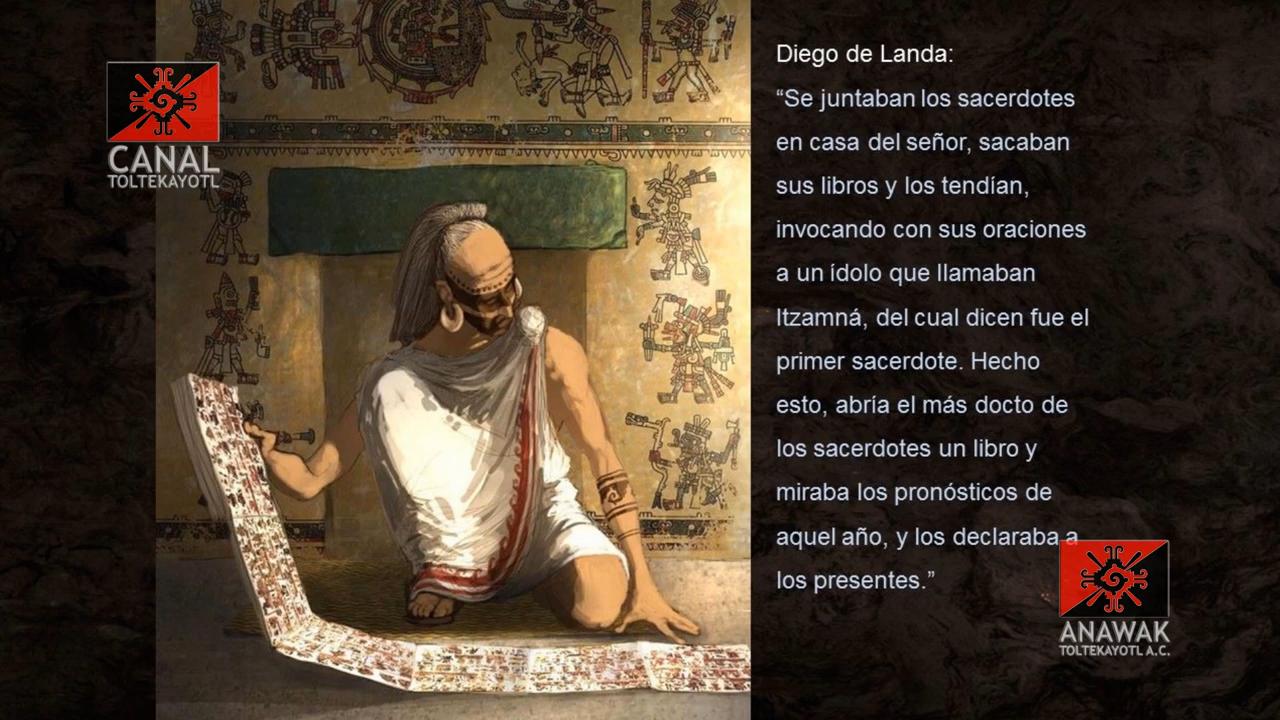 CANAL
TOLTEKAYOTL
Diego de Landa:
“Se juntaban los sacerdotes
en casa del señor, sacaban
sus libros y los tendían,
invocando con sus oraciones
a un ídolo que llamaban
Itzamná, del cual dicen fue el
primer sacerdote. Hecho
esto, abría el más docto de
los sacerdotes un libro y
miraba los pronósticos de
aquel año, y los declaraba a
los presentes.”
ANAWAK
TOLTEKAYOTL A.C.